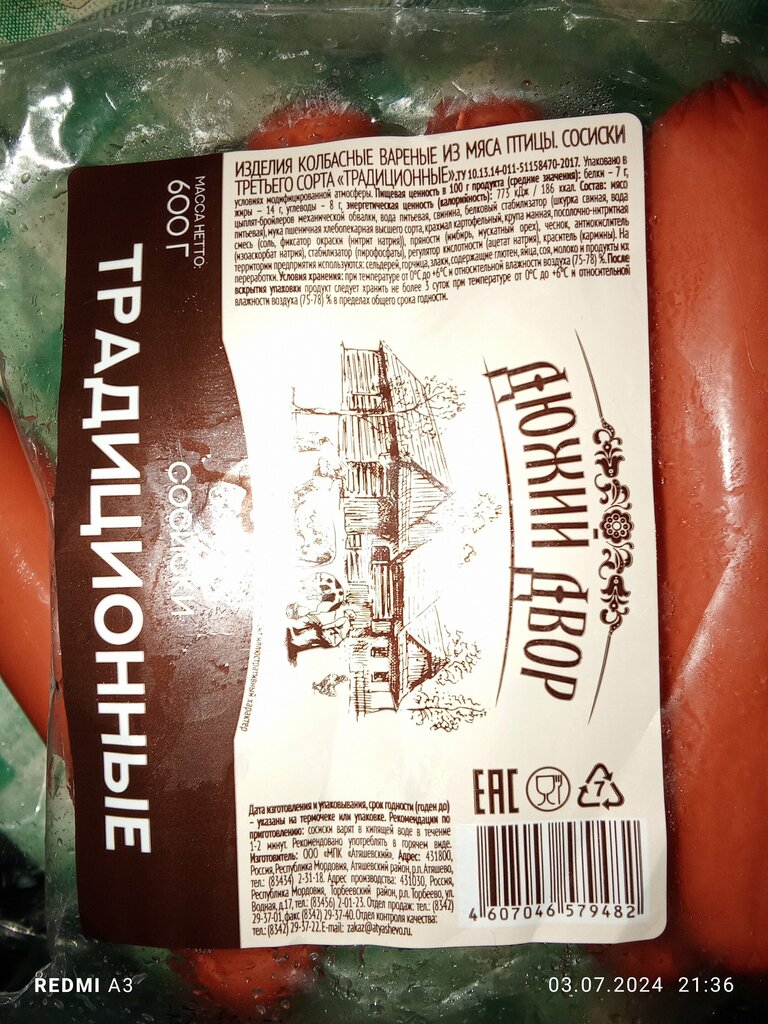 ИЗДЕЛИЯ КОЛБАСНЫЕ ВАРЕНЫЕ ИЗ МЯСА ПТИЦЫ. СОСИСКИ
ТРЕТЬЕГО СОРТА «ТРАДИЦИОННЫЕ». ТУ 10.13.14-011-51158470-2017. Упаковано в
условиях модифицированной атмосферы. Пищевая ценность в 100 г продукта (средние значения): белки – 7 г,
жиры – 14 г, углеводы – 8 г, энергетическая ценность (калорийность): 773 кДж / 186 ккал. Состав: мясо
цыплят-бройлеров механической обвалки, вода питьевая, свинина, белковый стабилизатор (шкурка свиная, вода
питьевая), мука пшеничная хлебопекарная высшего сорта, крахмал картофельный, крупа манная, посолочно-нитритная
смесь (соль, фиксатор окраски (нитрит натрия)), пряности (имбирь, мускатный орех), чеснок, антиокислитель
(изоаскорбат натрия), стабилизатор (пирофосфаты), регулятор кислотности (ацетат натрия), краситель (кармины). На
территории предприятия используются: сельдерей, горчица, злаки, содержащие глютен, яйца, соя, молоко и продукты их
переработки. Условия хранения: при температуре от 0°С до +6°С и относительной влажности воздуха (75-78) %. После
вскрытия упаковки продукт следует хранить не более 3 суток при температуре от 0°С до +6°С и относительной
влажности воздуха (75-78) % в пределах общего срока годности.
МАССА НЕТТО:
600 Г
СОСИСКИ
ТРАДИЦИОННЫЕ
ДЮЖИЙ ДВОР
характер
Дата изготовления и упаковывания, срок годности (годен до)
– указаны на термочеке или упаковке. Рекомендации по
приготовлению: сосиски варят в кипящей воде в течение
1-2 минут. Рекомендовано употреблять в горячем виде.
Изготовитель: ООО «МПК «Атяшевский», Адрес: 431800,
Россия, Республика Мордовия, Атяшевский район, р.п. Атяшево,
тел.: (83434) 2-31-18. Адрес производства: 431030, Россия,
Республика Мордовия, Торбеевский район, р.п. Торбеево, ул.
Водная, д.17, тел.: (83456) 2-01-23. Отдел продаж: тел.: (8342)
29-37-01, факс (8342) 29-37-40. Отдел контроля качества:
тел.: (8342) 29-37-22. E-mail: zakaz@atyashevo.ru.
EAC
7
4 607046 579482
REDMI A3
03.07.2024 21:36